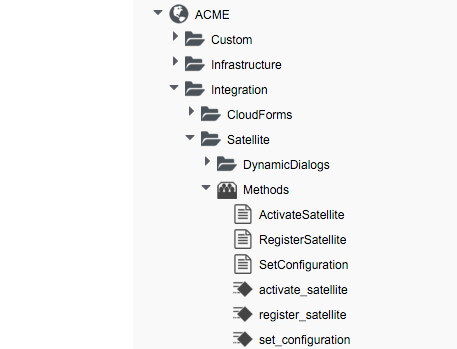 ACME
Custom
Infrastructure
Integration
CloudForms
Satellite
DynamicDialogs
Methods
ActivateSatellite
RegisterSatellite
SetConfiguration
activate_satellite
register_satellite
set_configuration